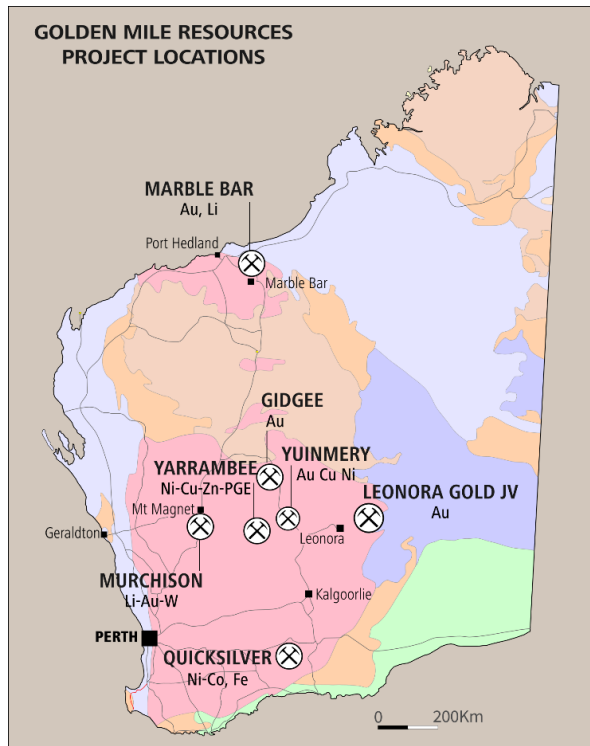 GOLDEN MILE RESOURCES
PROJECT LOCATIONS
MARBLE BAR
Au, Li
Port Hedland
Marble Bar
GIDGEE
Au
YUINMERY
Au Cu Ni
YARRAMBEE
Ni-Cu-Zn-PGE
LEONORA GOLD JV
Au
Mt Magnet
Geraldton
Leonora
MURCHISON
Li-Au-W
Kalgoorlie
PERTH
QUICKSILVER
Ni-Co, Fe
0 200Km